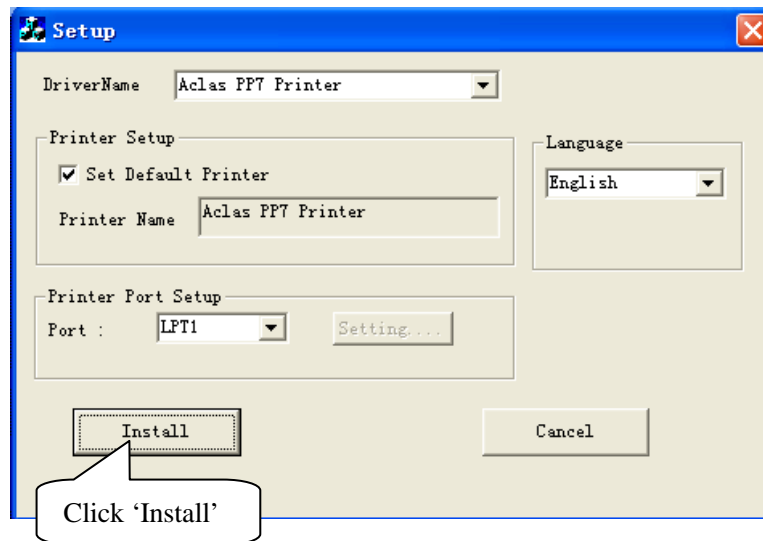 Setup
DriverName Aclas PP7 Printer
Printer Setup
Set Default Printer
Printer Name Aclas PP7 Printer
Language
English
Printer Port Setup
Port : LPT1 Setting....
Install Cancel
Click ‘Install’